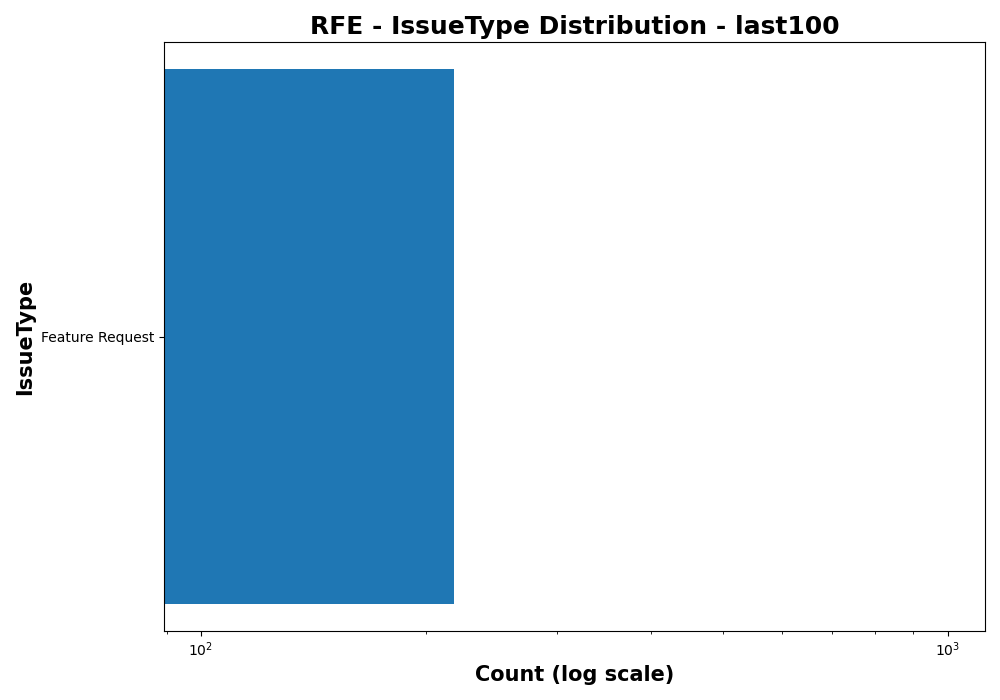 RFE - IssueType Distribution - last100
IssueType
Feature Request
10²
10³
Count (log scale)